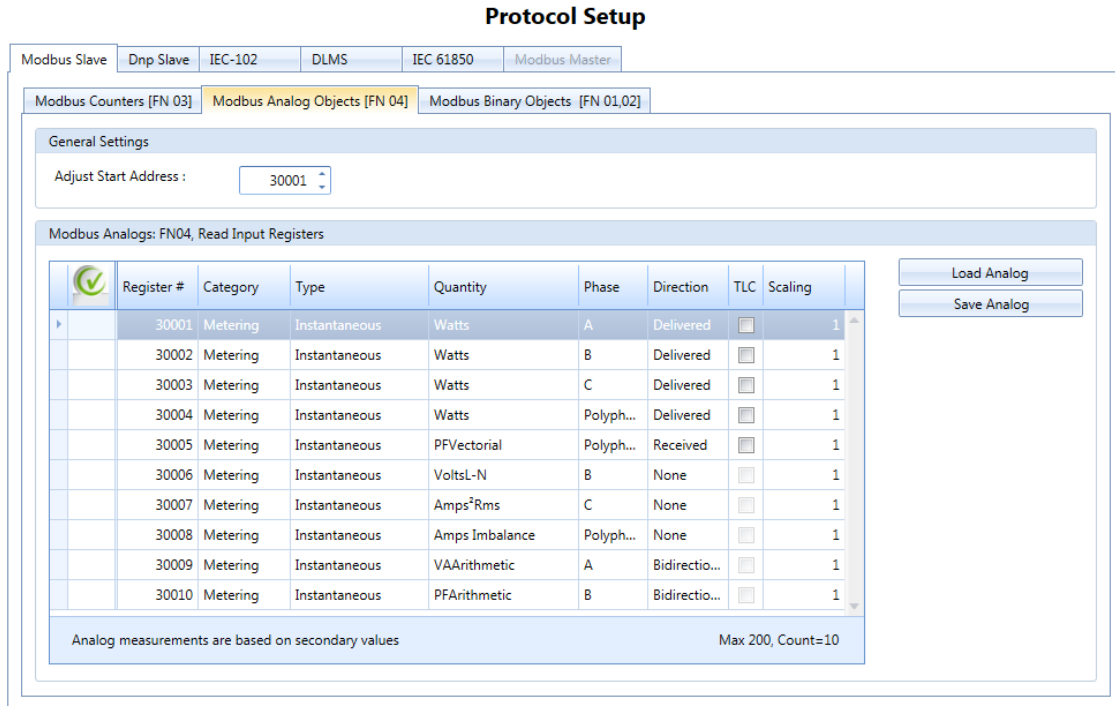 Protocol Setup
Modbus Slave Dnp Slave IEC-102 DLMS IEC 61850 Modbus Master
Modbus Counters [FN 03] Modbus Analog Objects [FN 04] Modbus Binary Objects [FN 01,02]
General Settings
Adjust Start Address : 30001
Modbus Analogs: FN04, Read Input Registers
Register # Category Type Quantity Phase Direction TLC Scaling
Load Analog
Save Analog
30001 Metering Instantaneous Watts A Delivered 1
30002 Metering Instantaneous Watts B Delivered 1
30003 Metering Instantaneous Watts C Delivered 1
30004 Metering Instantaneous Watts Polyph... Delivered 1
30005 Metering Instantaneous PFVectorial Polyph... Received 1
30006 Metering Instantaneous VoltsL-N B None 1
30007 Metering Instantaneous Amps²Rms C None 1
30008 Metering Instantaneous Amps Imbalance Polyph... None 1
30009 Metering Instantaneous VAArithmetic A Bidirectio... 1
30010 Metering Instantaneous PFArithmetic B Bidirectio... 1
Analog measurements are based on secondary values Max 200, Count=10